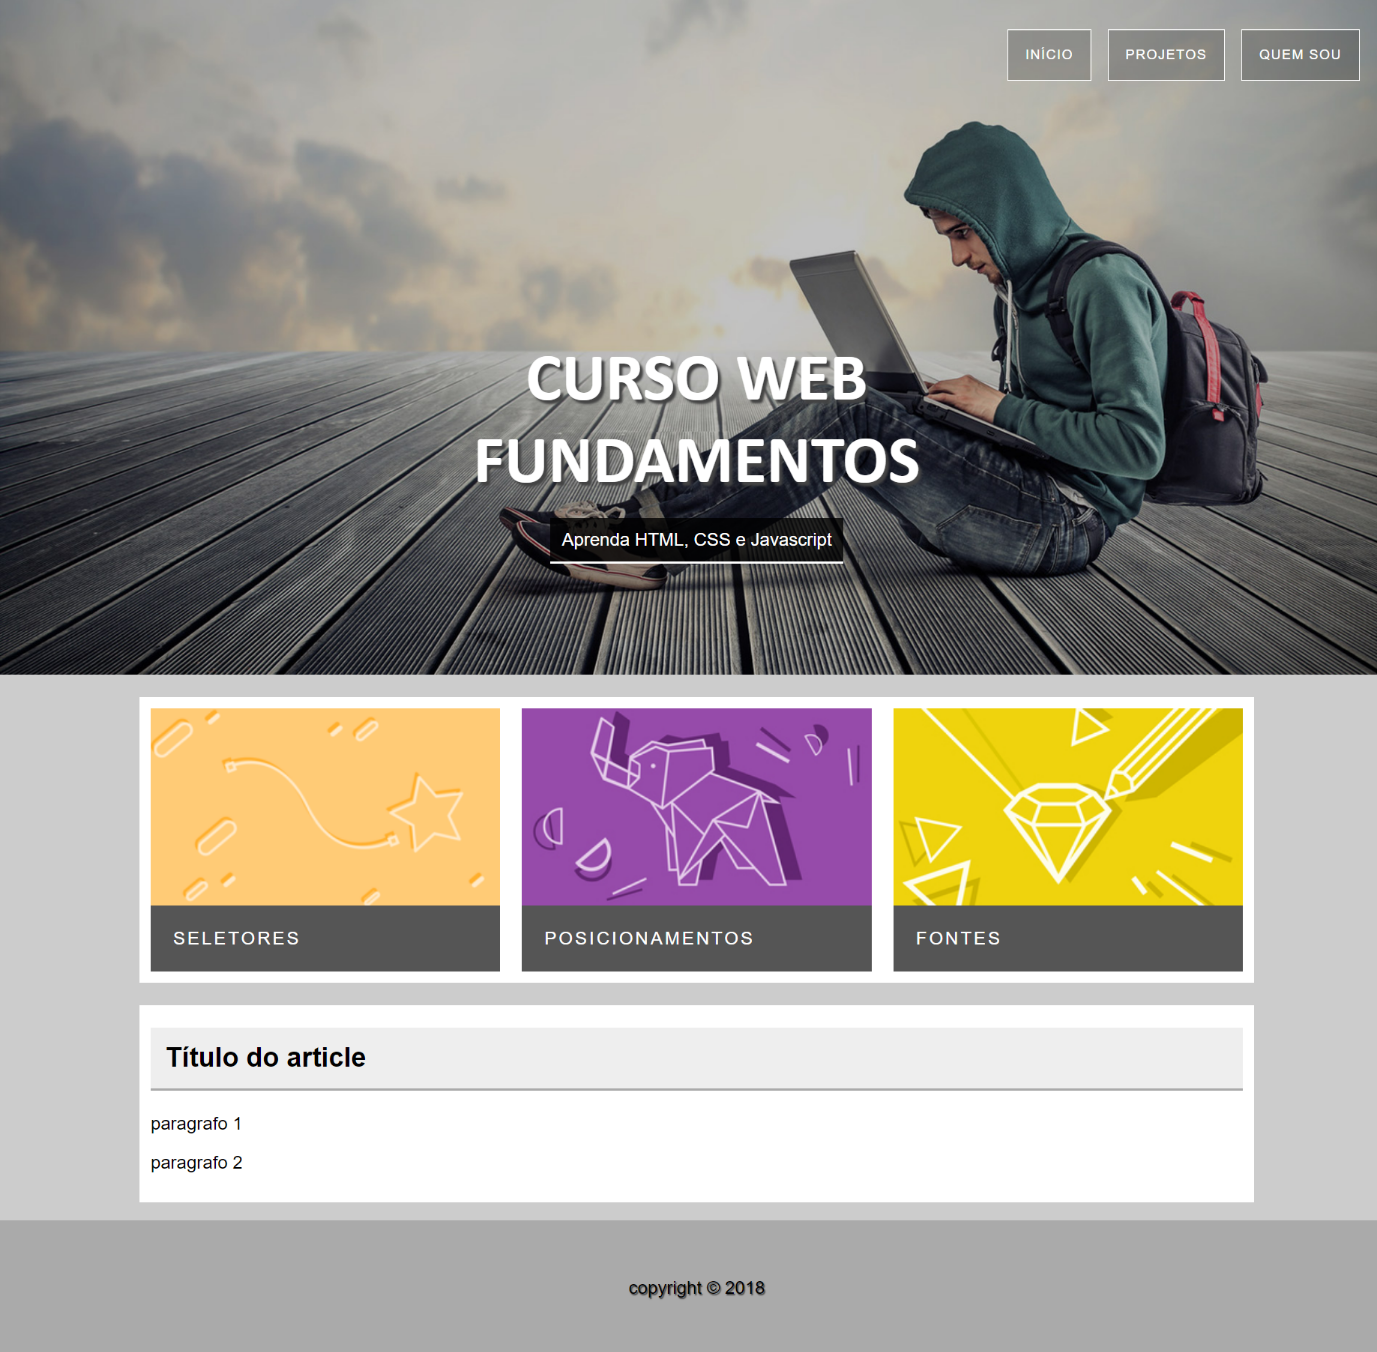 INÍCIO
PROJETOS
QUEM SOU
CURSO WEB
FUNDAMENTOS
Aprenda HTML, CSS e Javascript
SELETORES
POSICIONAMENTOS
FONTES
Título do article
paragrafo 1
paragrafo 2
copyright © 2018